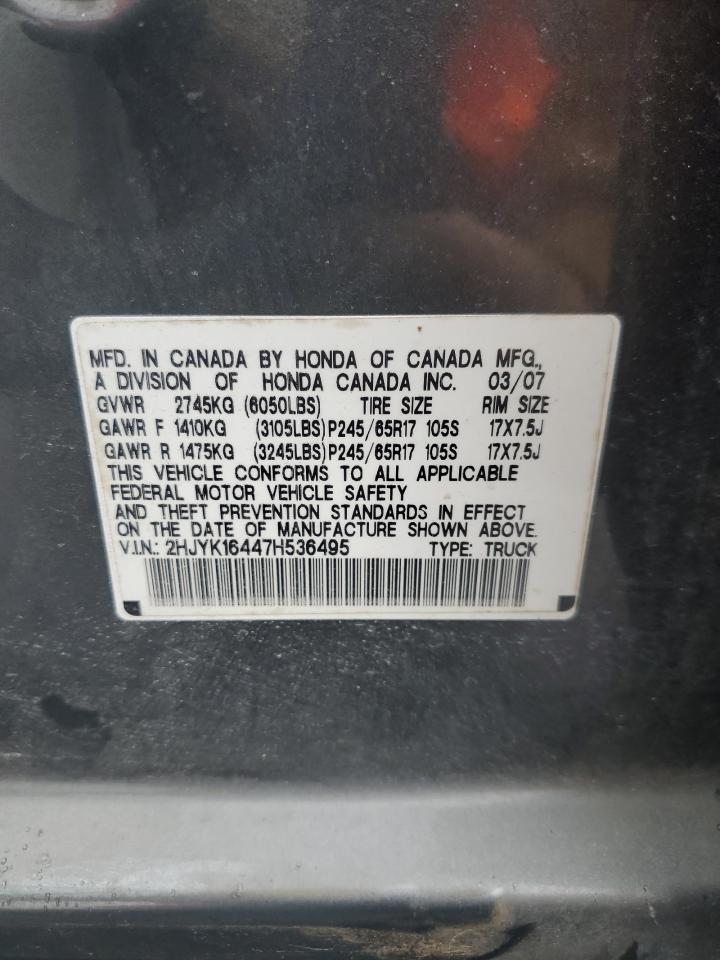 MFD. IN CANADA BY HONDA OF CANADA MFG.,
A DIVISION OF HONDA CANADA INC. 03/07
GVWR 2745KG (6050LBS) TIRE SIZE RIM SIZE
GAWR F 1410KG (3105LBS) P245/65R17 105S 17X7.5J
GAWR R 1475KG (3245LBS) P245/65R17 105S 17X7.5J
THIS VEHICLE CONFORMS TO ALL APPLICABLE
FEDERAL MOTOR VEHICLE SAFETY
AND THEFT PREVENTION STANDARDS IN EFFECT
ON THE DATE OF MANUFACTURE SHOWN ABOVE.
V.I.N.: 2HJYK16447H536495 TYPE: TRUCK